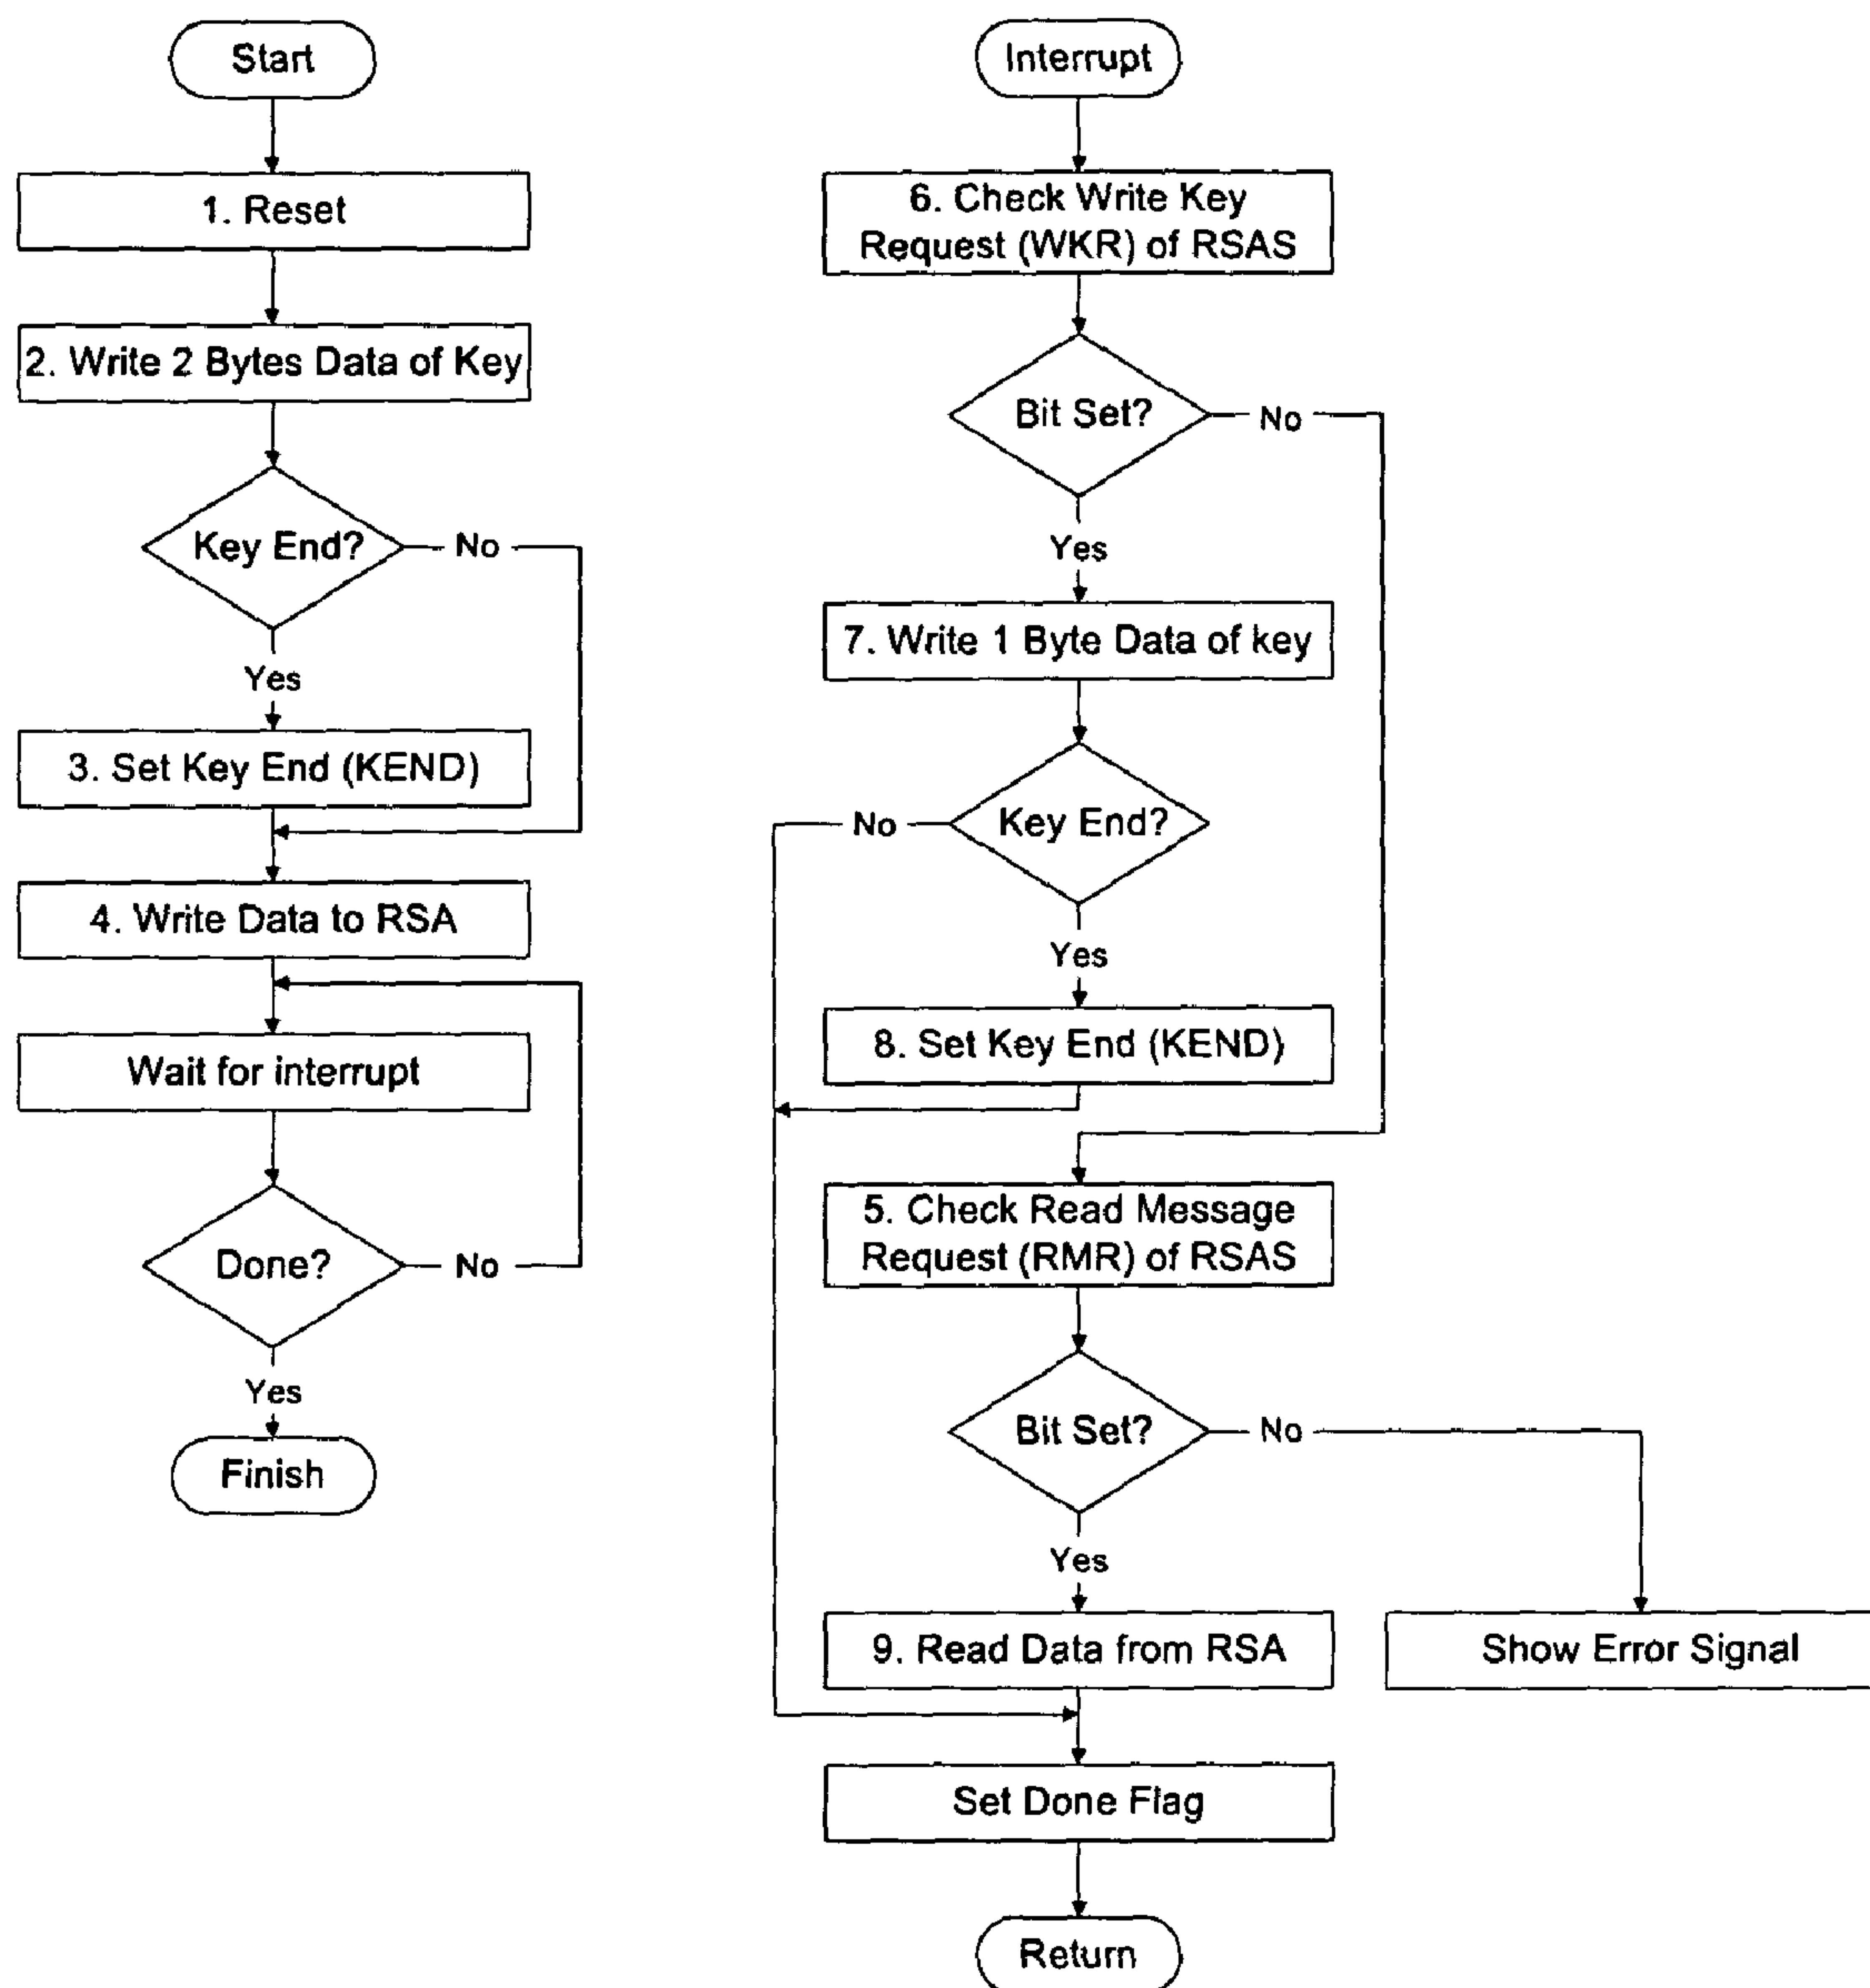 Start
1. Reset
2. Write 2 Bytes Data of Key
Key End?
No
Yes
3. Set Key End (KEND)
4. Write Data to RSA
Wait for interrupt
Done?
No
Yes
Finish
Interrupt
6. Check Write Key
Request (WKR) of RSAS
Bit Set?
No
Yes
7. Write 1 Byte Data of key
Key End?
No
Yes
8. Set Key End (KEND)
5. Check Read Message
Request (RMR) of RSAS
Bit Set?
No
Yes
9. Read Data from RSA
Show Error Signal
Set Done Flag
Return